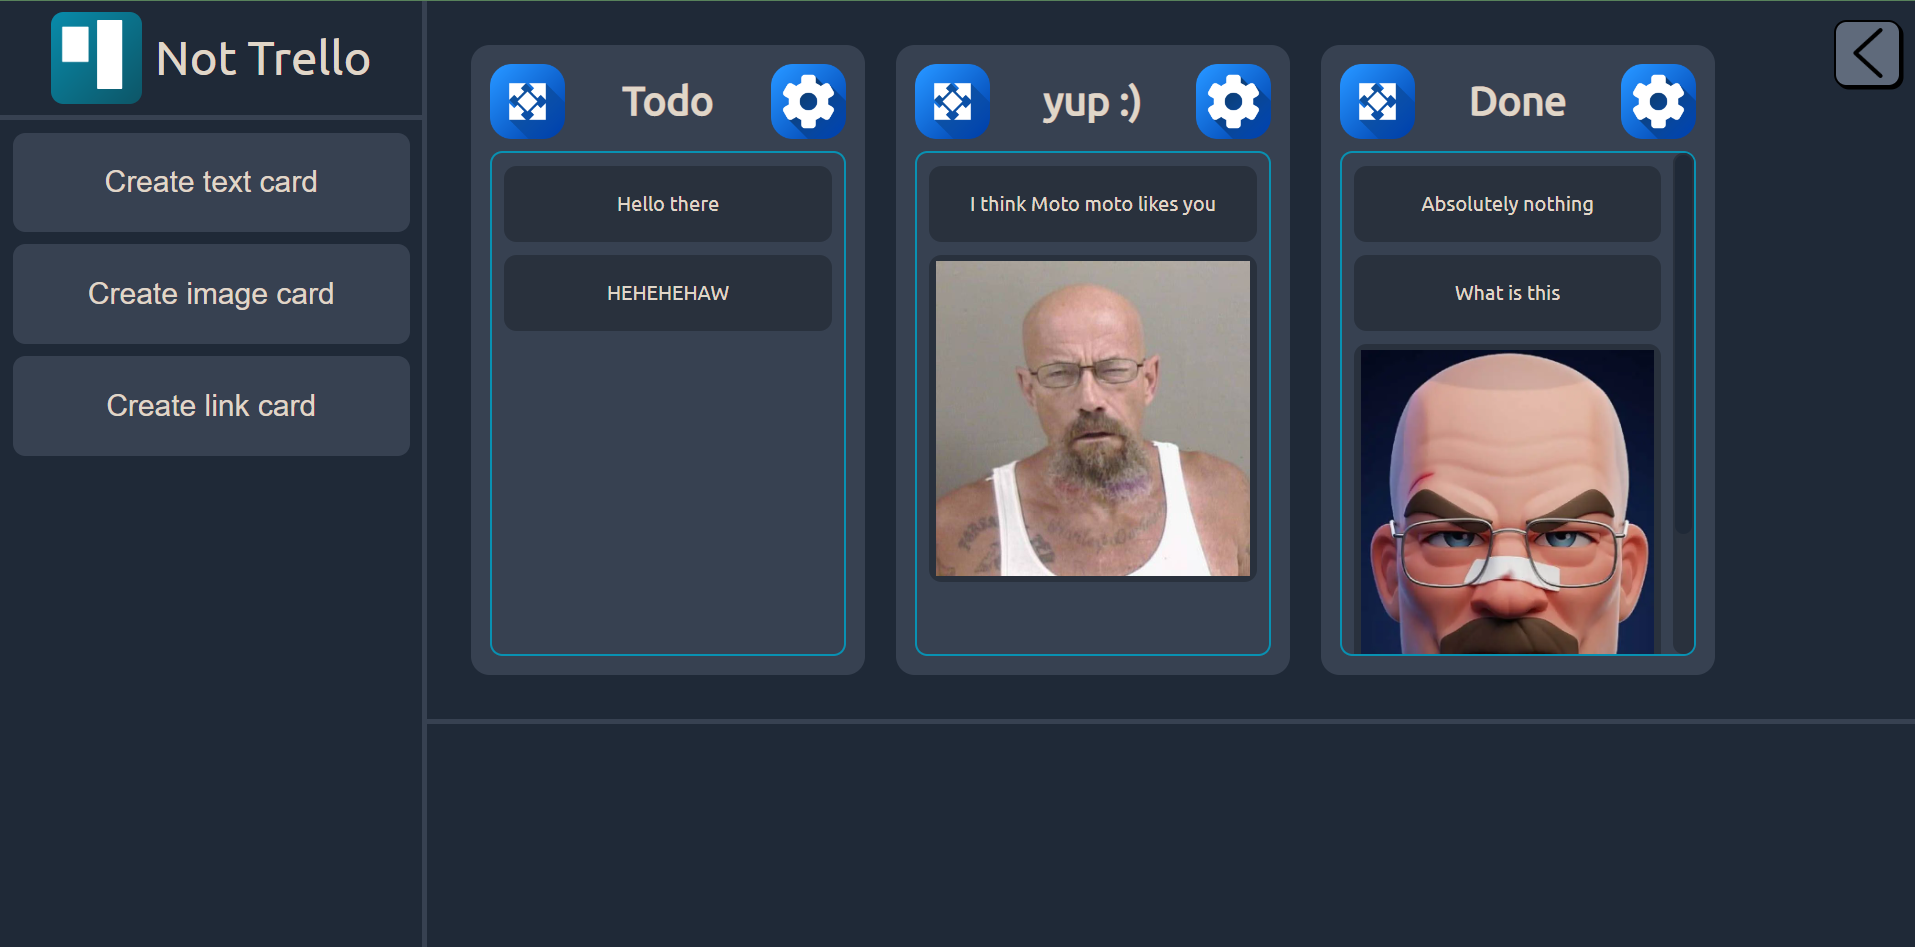 Not Trello
Create text card
Create image card
Create link card
Todo
Hello there
HEHEHEHAW
yup :)
I think Moto moto likes you
Done
Absolutely nothing
What is this